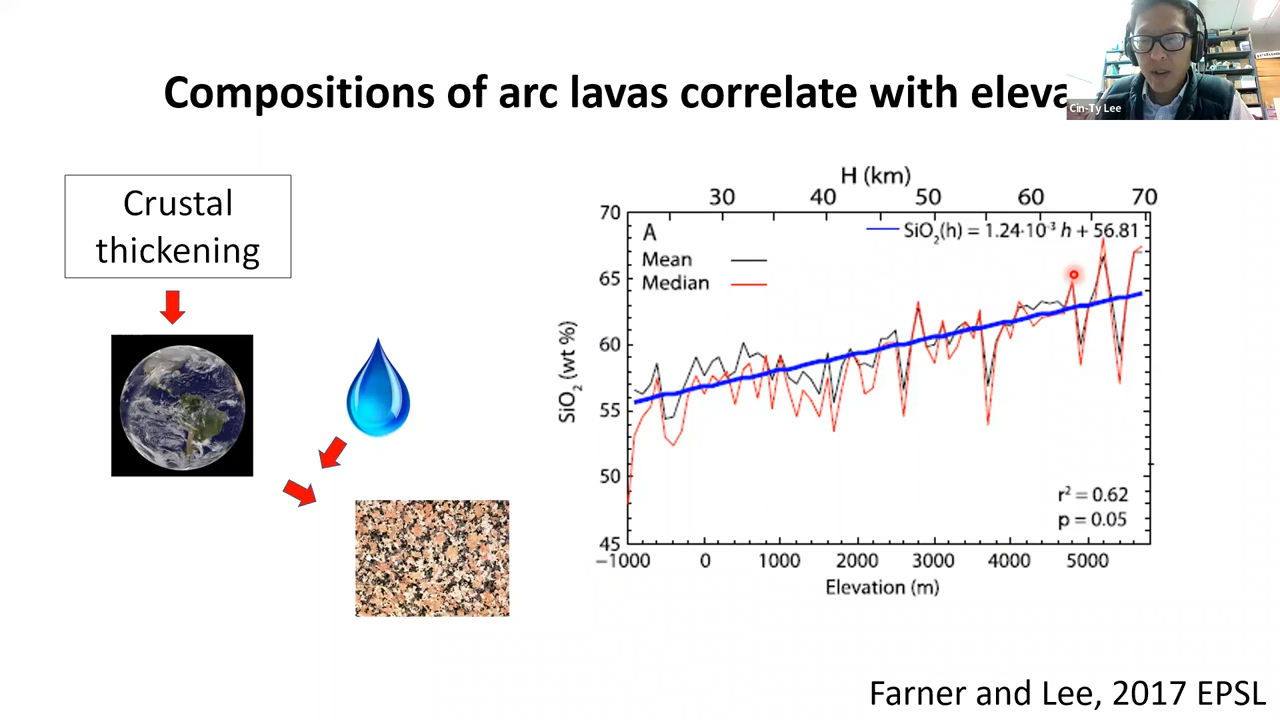 Compositions of arc lavas correlate with eleva
Cin-Ty Lee
Crustal
thickening
H (km)
30 40 50 60 70
A
SiO₂(h) = 1.24·10⁻³ h + 56.81
Mean
Median
70
65
60
55
50
45
SiO₂ (wt %)
r² = 0.62
p = 0.05
−1000 0 1000 2000 3000 4000 5000
Elevation (m)
Farner and Lee, 2017 EPSL